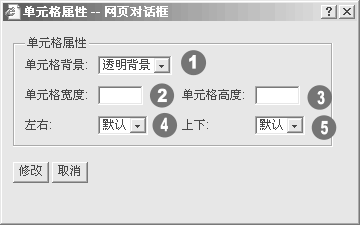 单元格属性 -- 网页对话框
单元格属性
单元格背景: 透明背景 1
单元格宽度: 2 单元格高度: 3
左右: 默认 4 上下: 默认 5
修改 取消